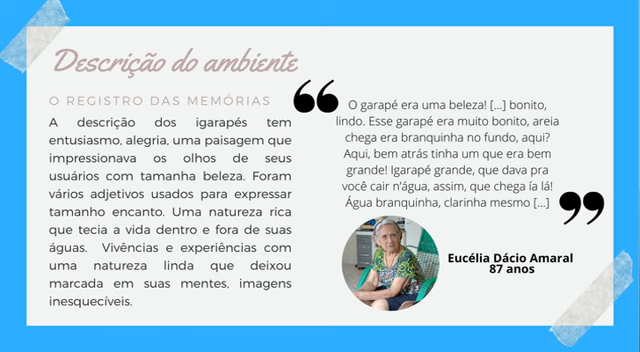 Descrição do ambiente
O REGISTRO DAS MEMÓRIAS
A descrição dos igarapés tem
entusiasmo, alegria, uma paisagem que
impressionava os olhos de seus
usuários com tamanha beleza. Foram
vários adjetivos usados para expressar
tamanho encanto. Uma natureza rica
que tecia a vida dentro e fora de suas
águas. Vivências e experiências com
uma natureza linda que deixou
marcada em suas mentes, imagens
inesquecíveis.
“
O garapé era uma beleza! [...] bonito,
lindo. Esse garapé era muito bonito, areia
chega era branquinha no fundo, aqui?
Aqui, bem atrás tinha um que era bem
grande! Igarapé grande, que dava pra
você cair n’água, assim, que chega ía lá!
Água branquinha, clarinha mesmo [...]
”
Eucélia Dácio Amaral
87 anos